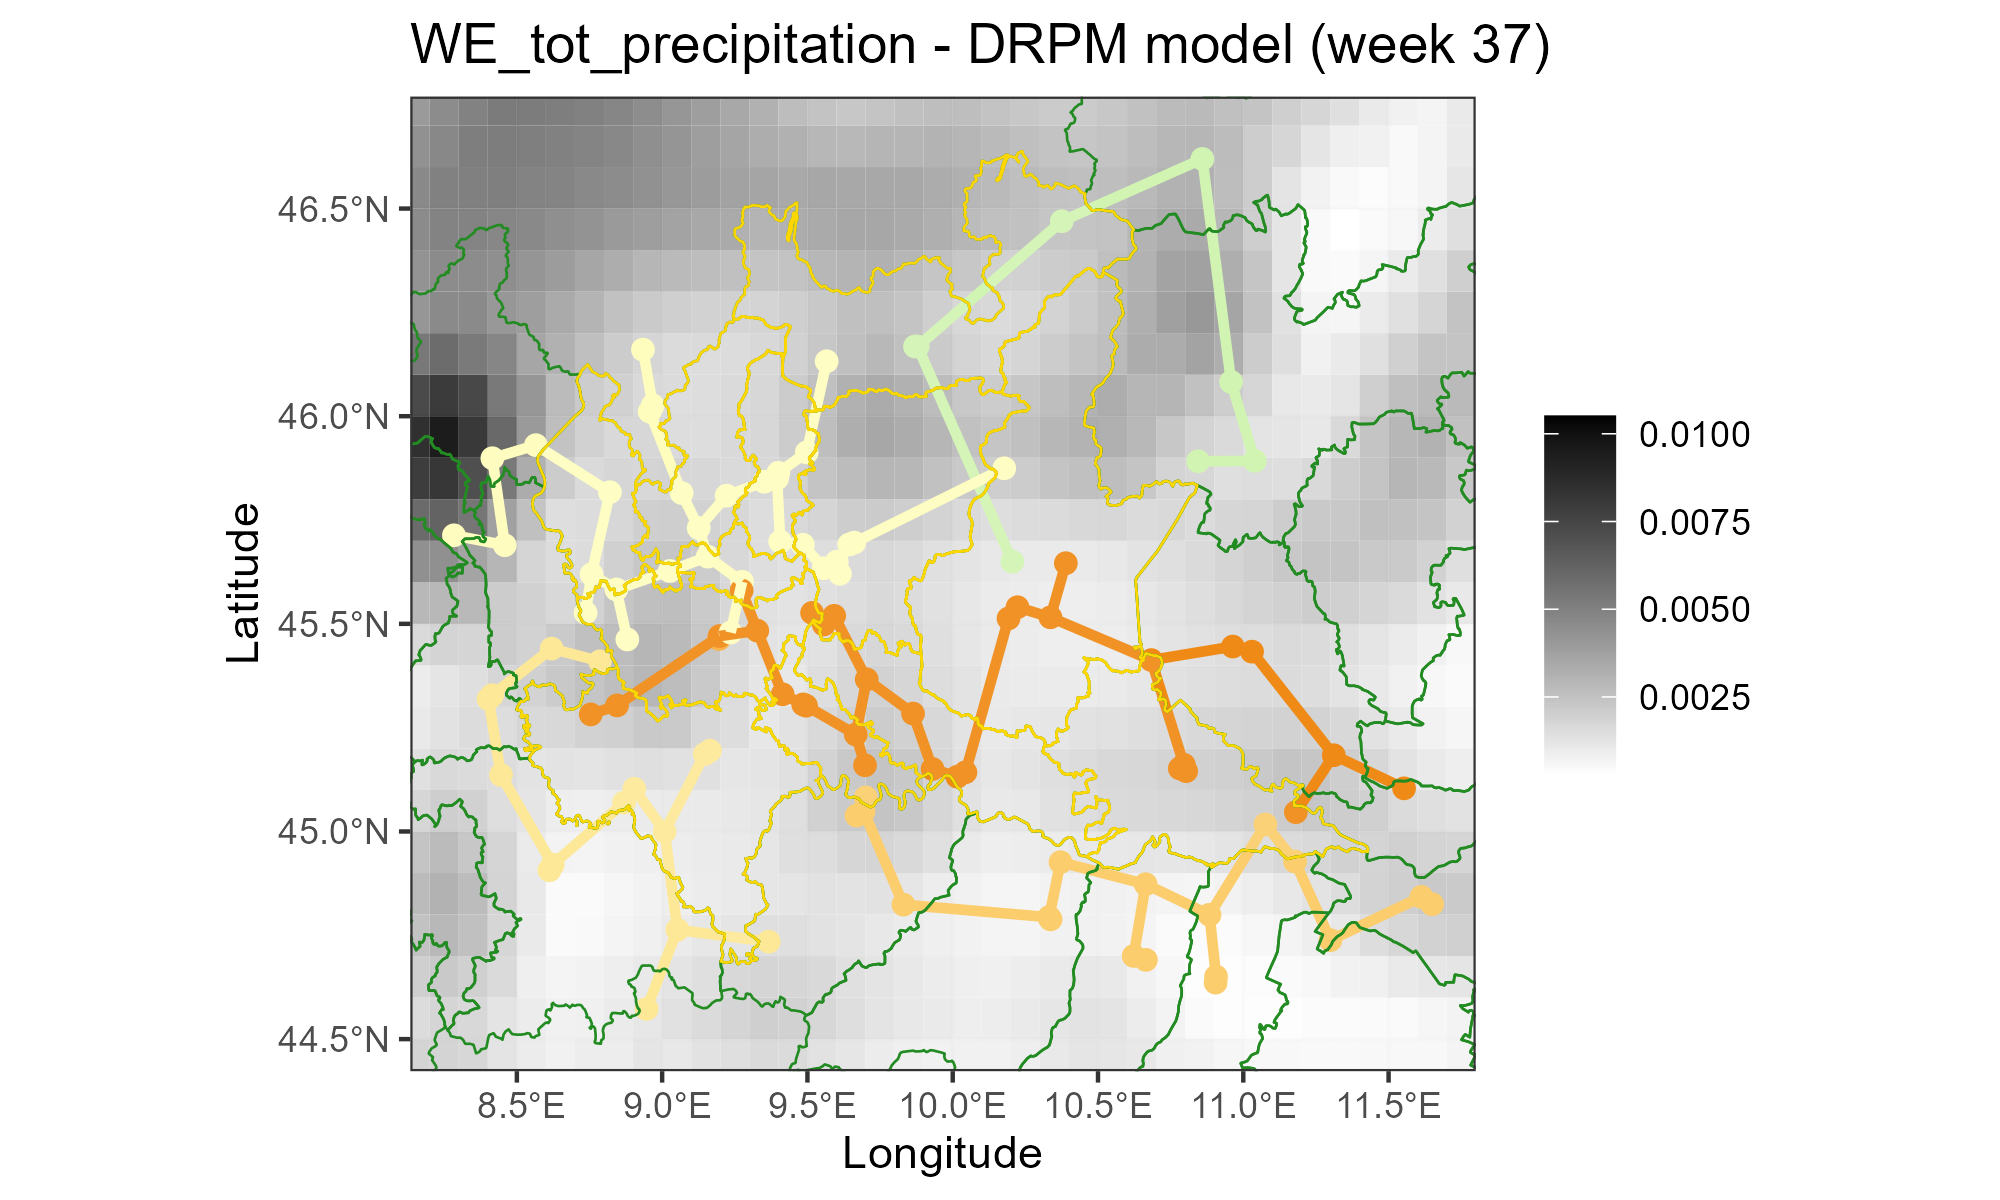 WE_tot_precipitation - DRPM model (week 37)
46.5°N
46.0°N
45.5°N
45.0°N
44.5°N
Latitude
8.5°E
9.0°E
9.5°E
10.0°E
10.5°E
11.0°E
11.5°E
Longitude
0.0100
0.0075
0.0050
0.0025